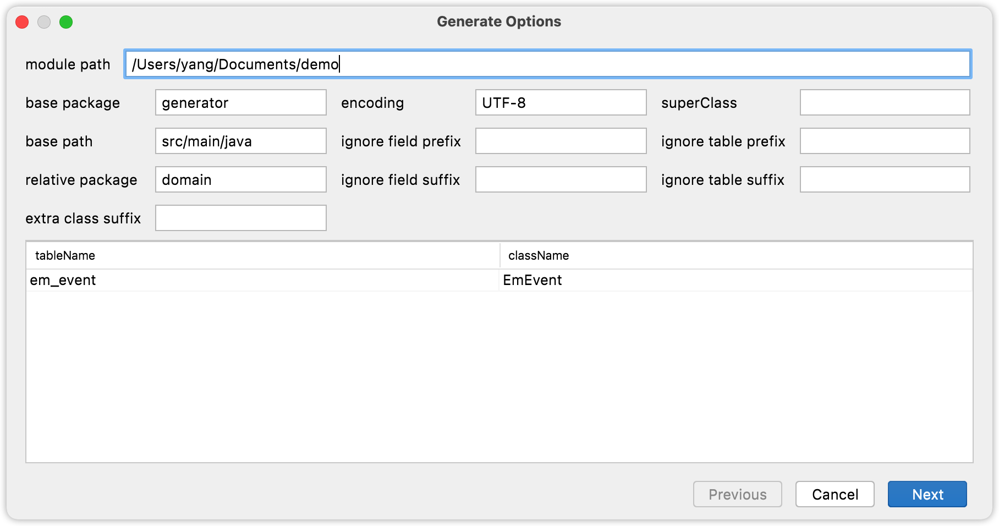 Generate Options
module path /Users/yang/Documents/demo
base package generator encoding UTF-8 superClass
base path src/main/java ignore field prefix ignore table prefix
relative package domain ignore field suffix ignore table suffix
extra class suffix
tableName className
em_event EmEvent
Previous Cancel Next